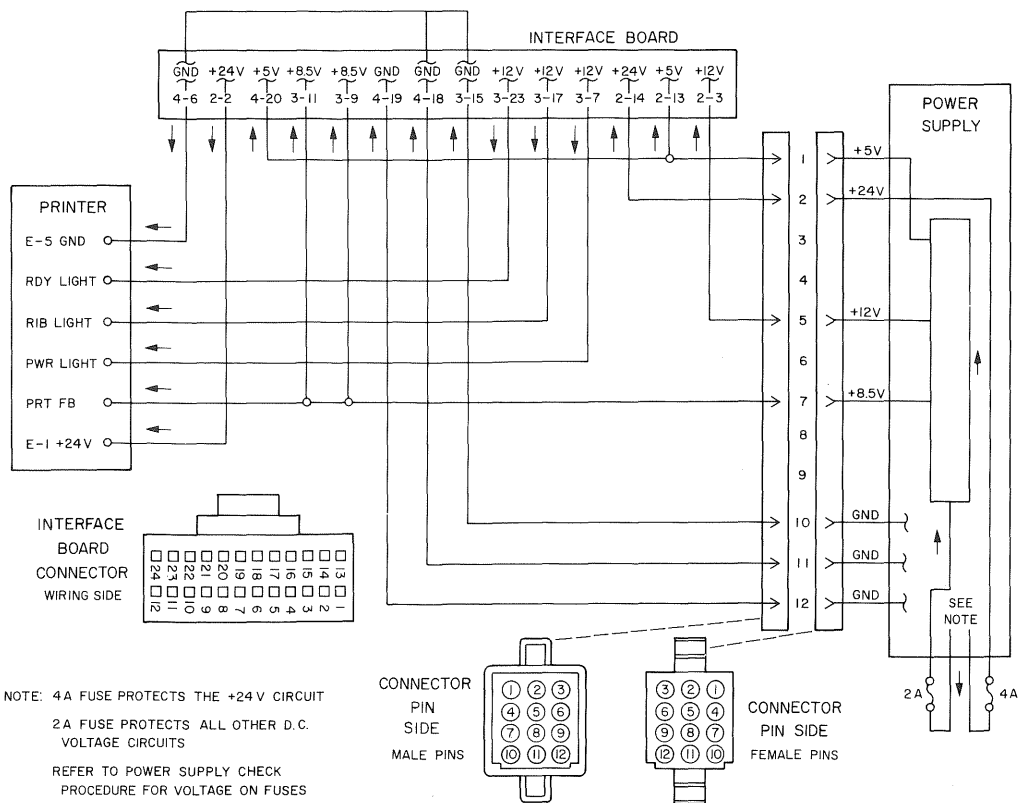 INTERFACE BOARD
GND +24V +5V +8.5V +8.5V GND GND GND +12V +12V +12V +24V +5V +12V
4-6 2-2 4-20 3-11 3-9 4-19 4-18 3-15 3-23 3-17 3-7 2-14 2-13 2-3
POWER
SUPPLY
1 +5V
2 +24V
3
4
5 +12V
6
7 +8.5V
8
9
10 GND
11 GND
12 GND
SEE
NOTE
2A
4A
PRINTER
E-5 GND
RDY LIGHT
RIB LIGHT
PWR LIGHT
PRT FB
E-1 +24V
INTERFACE
BOARD
CONNECTOR
WIRING SIDE
24 23 22 21 20 19 18 17 16 15 14 13
12 11 10 9 8 7 6 5 4 3 2 1
NOTE: 4A FUSE PROTECTS THE +24V CIRCUIT
2A FUSE PROTECTS ALL OTHER D.C.
VOLTAGE CIRCUITS
REFER TO POWER SUPPLY CHECK
PROCEDURE FOR VOLTAGE ON FUSES
CONNECTOR
PIN
SIDE
MALE PINS
1 2 3
4 5 6
7 8 9
10 11 12
3 2 1
6 5 4
9 8 7
12 11 10
CONNECTOR
PIN SIDE
FEMALE PINS